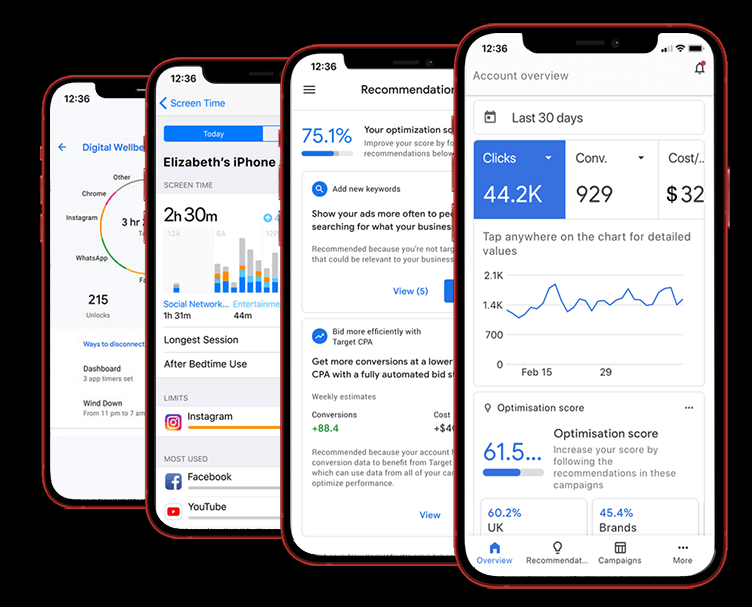 12:36
Digital Wellbe
Other
Chrome
Instagram
WhatsApp
3 hr
Fa
215
Unlocks
Ways to disconnect
Dashboard
3 app timers set
Wind Down
From 11 pm to 7 am
12:36
Screen Time
Today
Elizabeth's iPhone
SCREEN TIME
2h 30m
12A 6A 12P
Social Network... Entertainme
1h 31m 44m
Longest Session
After Bedtime Use
LIMITS
Instagram
MOST USED
Facebook
YouTube
12:36
Recommendation
75.1%
Your optimization sc
Improve your score by fo
recommendations below
Add new keywords
Show your ads more often to peo
searching for what your business
Recommended because you're not targ
that could be relevant to your business
View (5)
Bid more efficiently with
Target CPA
Get more conversions at a lower
CPA with a fully automated bid st
Weekly estimates
Conversions Cost
+88.4 +$40
Recommended because your account h
conversion data to benefit from Target
which can use data from all of your cam
optimize performance.
View
12:36
Account overview
Last 30 days
Clicks Conv. Cost/..
44.2K 929 $32
Tap anywhere on the chart for detailed
values
2.1K
1.4K
700
0
Feb 15 29
Optimisation score
61.5...
Optimisation score
Increase your score by
following the
recommendations in these
campaigns
60.2% 45.4%
UK Brands
Overview Recommendat... Campaigns More